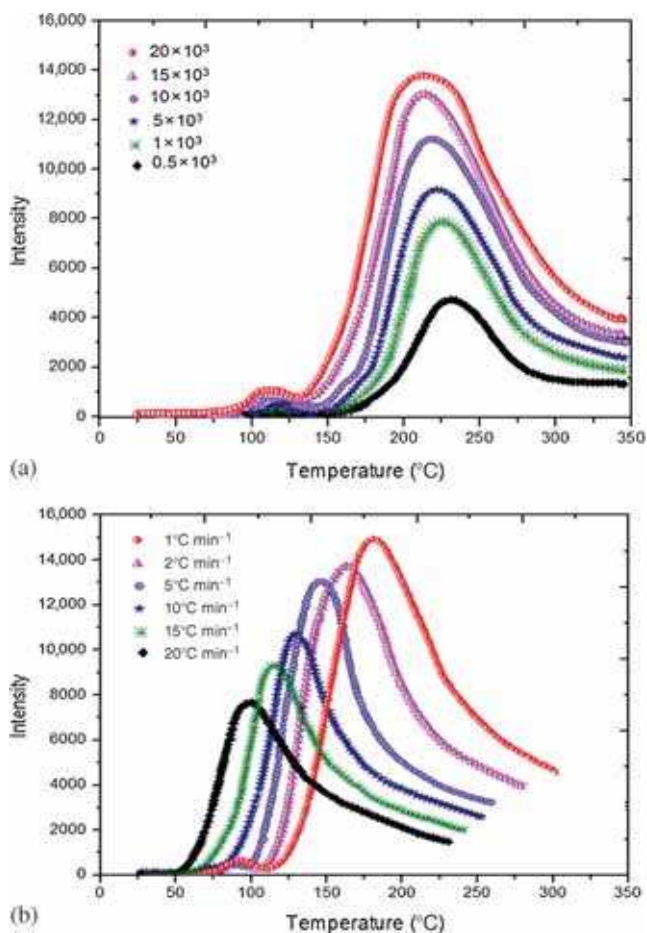 16,000
14,000
12,000
10,000
8000
6000
4000
2000
0
Intensity
20×10³
15×10³
10×10³
5×10³
1×10³
0.5×10³
0 50 100 150 200 250 300 350
Temperature (°C)
(a)
16,000
14,000
12,000
10,000
8000
6000
4000
2000
0
Intensity
1°C min⁻¹
2°C min⁻¹
5°C min⁻¹
10°C min⁻¹
15°C min⁻¹
20°C min⁻¹
0 50 100 150 200 250 300 350
Temperature (°C)
(b)